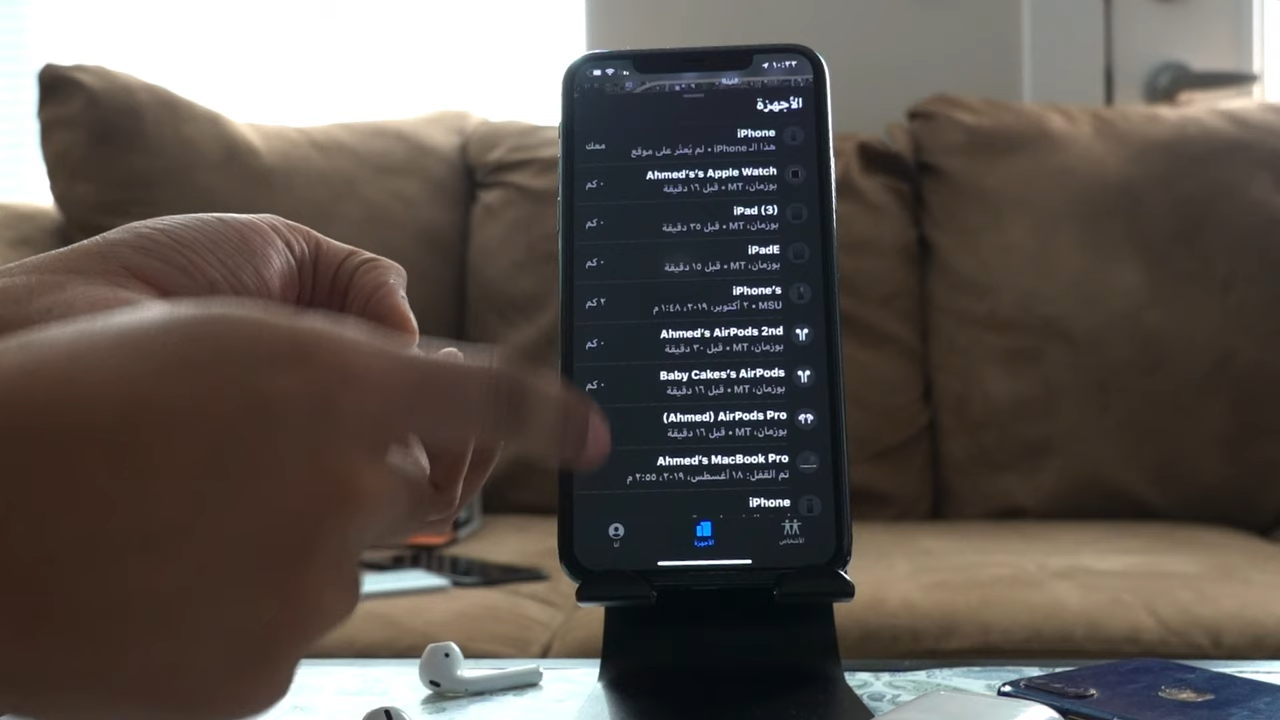 ١٠:٣٣
الأجهزة
iPhone
معك
هذا الـ iPhone • لم يُعثر على موقع
Ahmed's's Apple Watch
٠ كم
بوزمان، MT • قبل ١٦ دقيقة
iPad (3)
٠ كم
بوزمان، MT • قبل ٣٥ دقيقة
iPadE
٠ كم
بوزمان، MT • قبل ١٥ دقيقة
iPhone's
٢ كم
MSU • ٢ أكتوبر، ٢٠١٩، ١:٤٨ م
Ahmed's AirPods 2nd
٠ كم
بوزمان، MT • قبل ٣٠ دقيقة
Baby Cakes's AirPods
٠ كم
بوزمان، MT • قبل ١٦ دقيقة
(Ahmed) AirPods Pro
بوزمان، MT • قبل ١٦ دقيقة
Ahmed's MacBook Pro
تم القفل: ١٨ أغسطس، ٢٠١٩، ٢:٥٥ م
iPhone
الأشخاص
الأجهزة
أنا